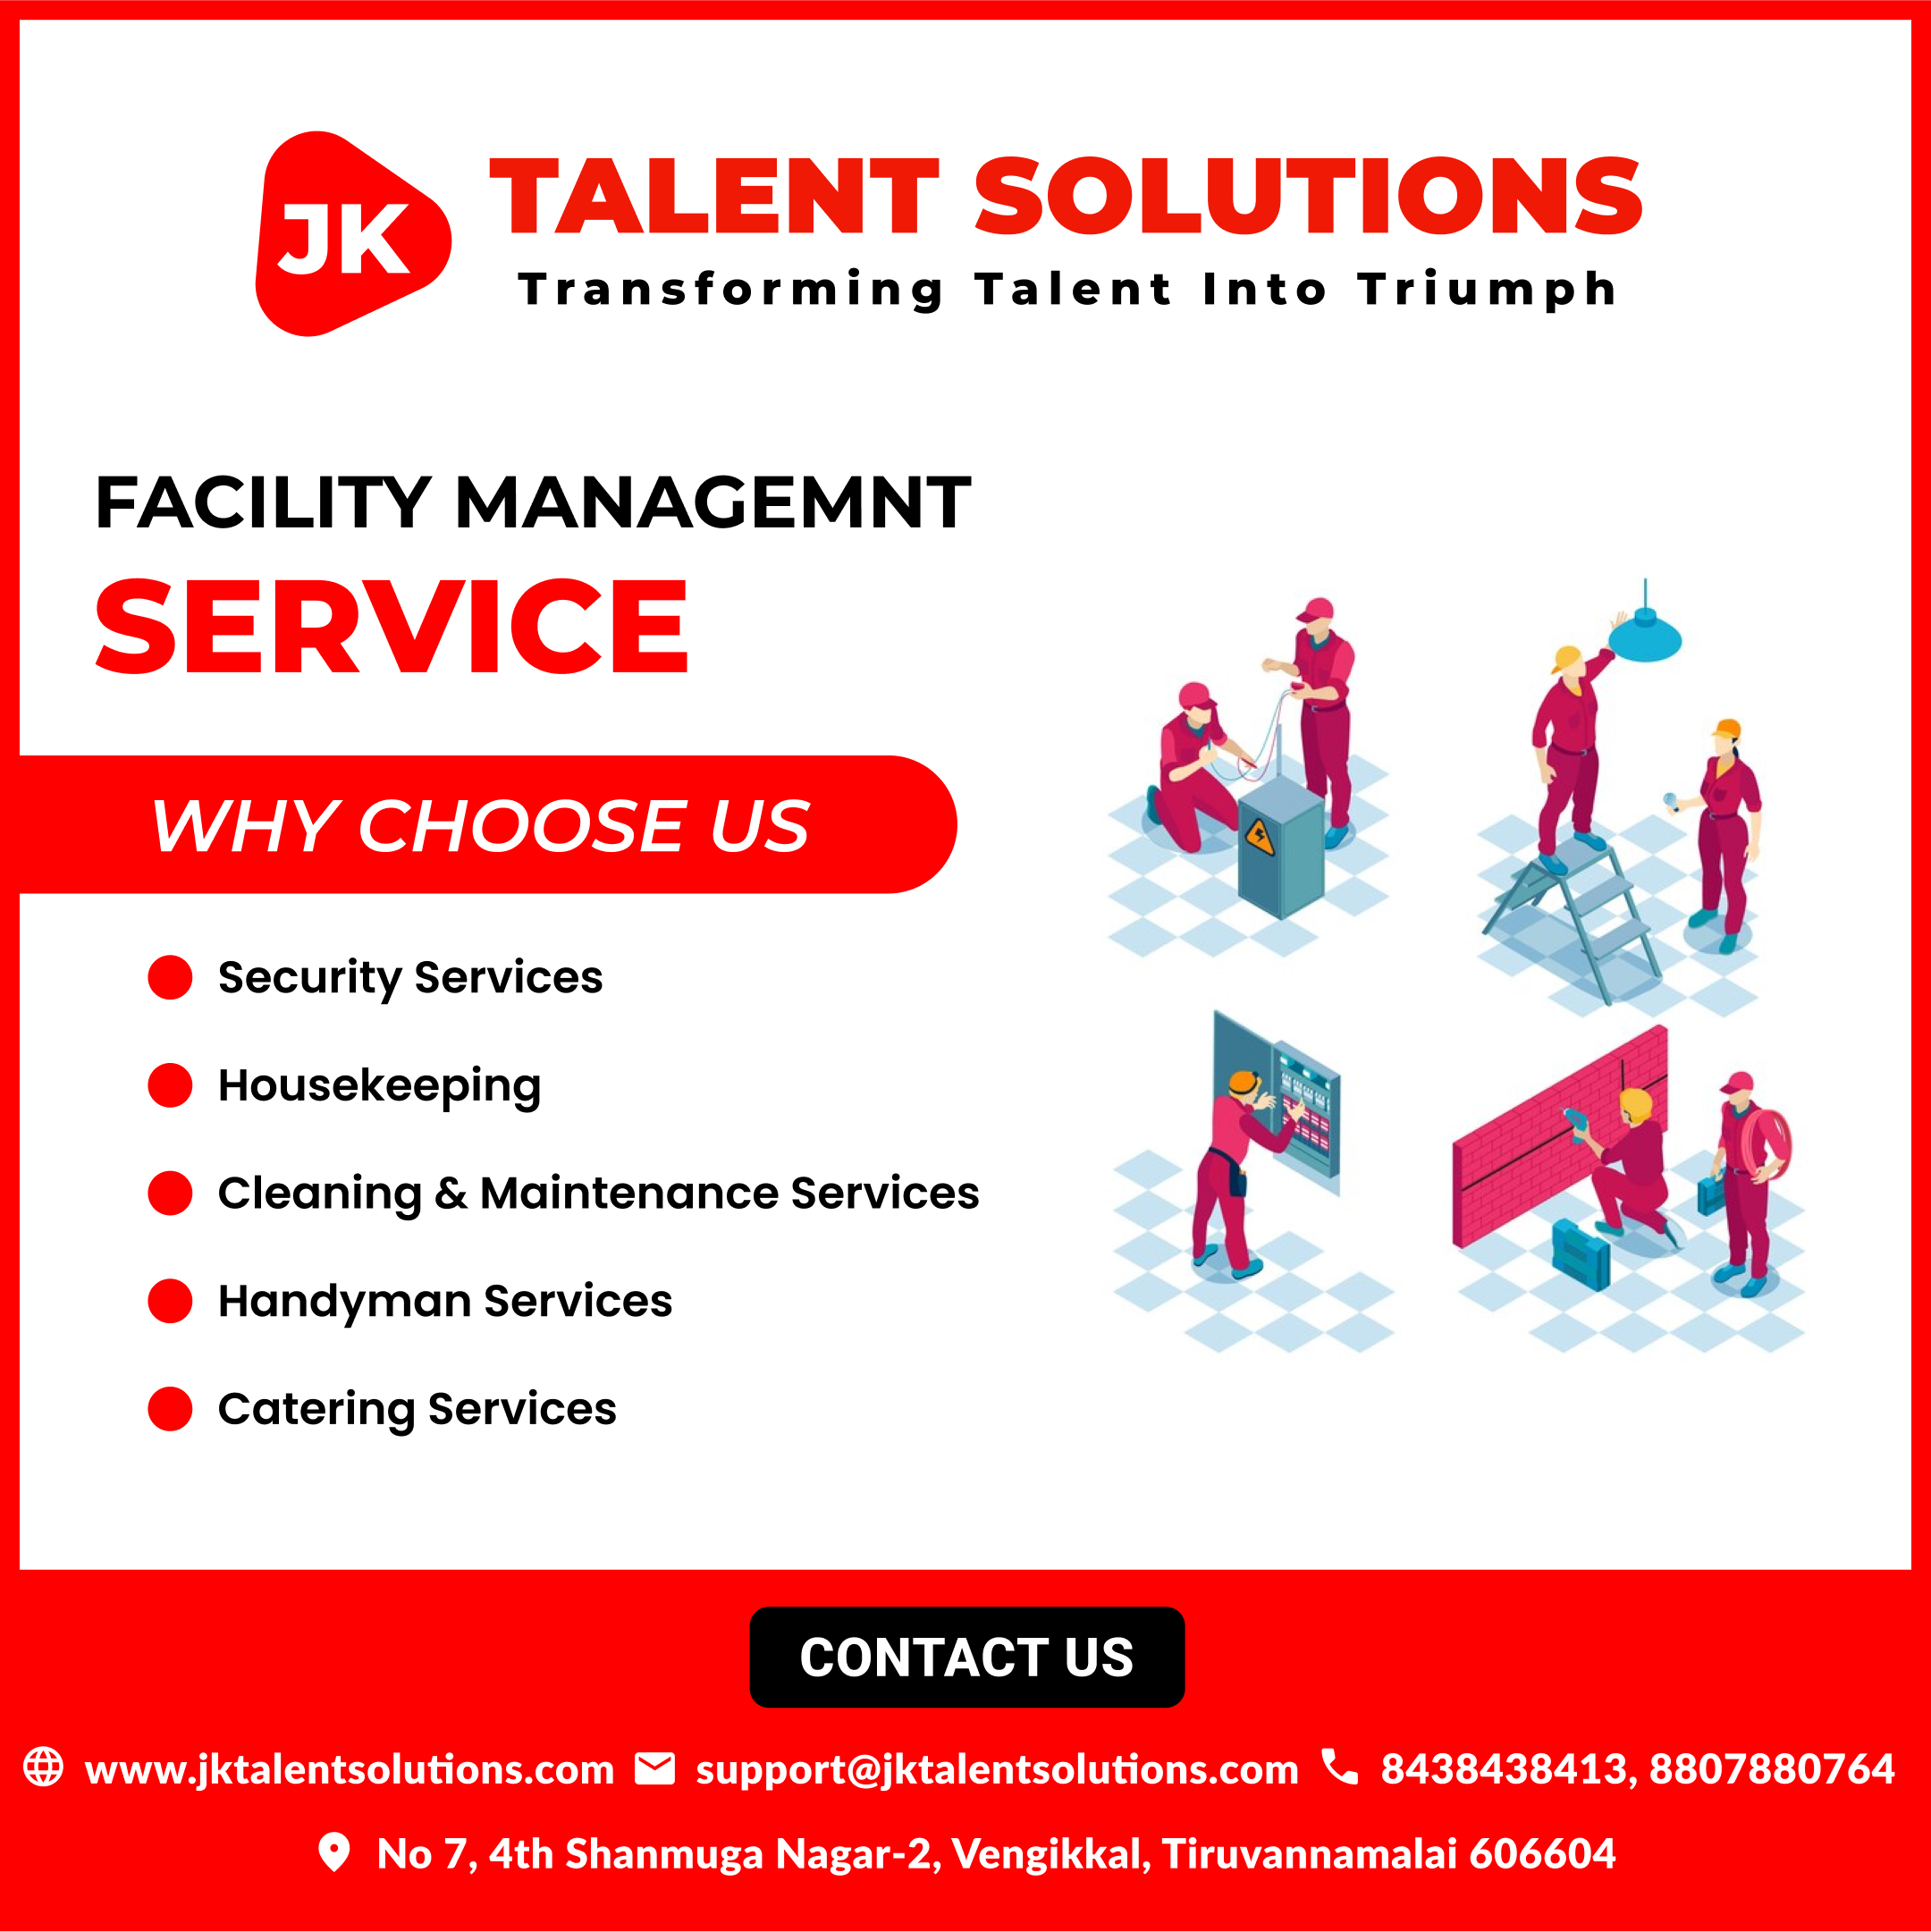 JK
TALENT SOLUTIONS
Transforming Talent Into Triumph
FACILITY MANAGEMNT
SERVICE
WHY CHOOSE US
Security Services
Housekeeping
Cleaning & Maintenance Services
Handyman Services
Catering Services
CONTACT US
www.jktalentsolutions.com support@jktalentsolutions.com 8438438413, 8807880764
No 7, 4th Shanmuga Nagar-2, Vengikkal, Tiruvannamalai 606604